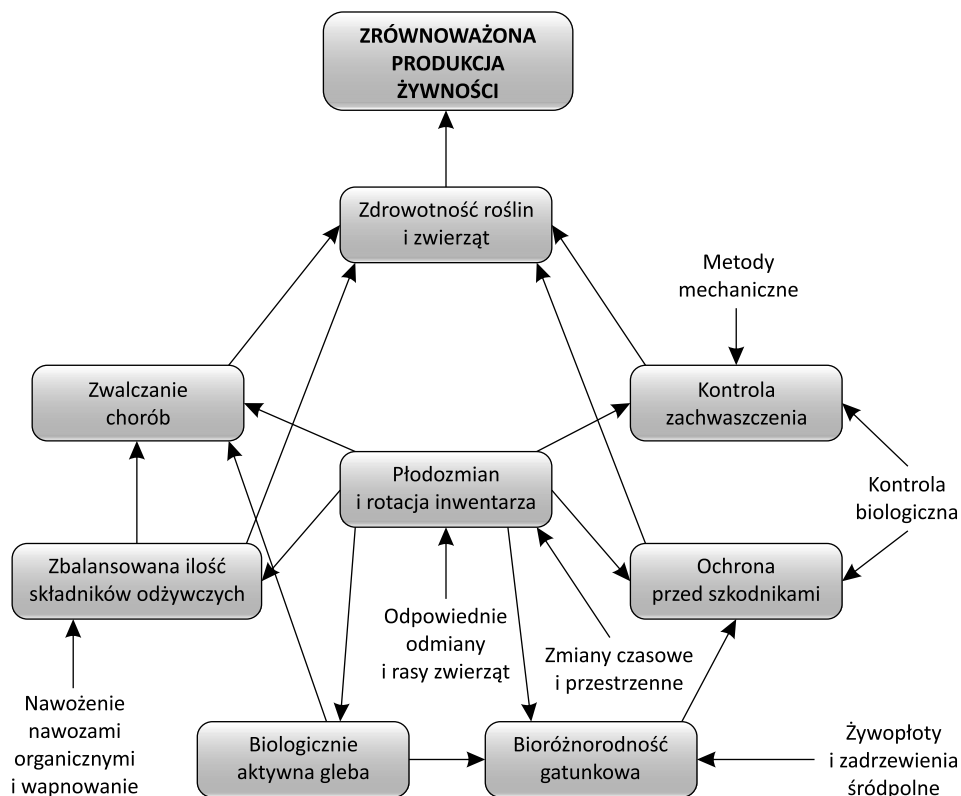 ZRÓWNOWAŻONA
PRODUKCJA
ŻYWNOŚCI
Zdrowotność roślin
i zwierząt
Metody
mechaniczne
Zwalczanie
chorób
Kontrola
zachwaszczenia
Płodozmian
i rotacja inwentarza
Kontrola
biologiczna
Zbalansowana ilość
składników odżywczych
Ochrona
przed szkodnikami
Odpowiednie
odmiany
i rasy zwierząt
Zmiany czasowe
i przestrzenne
Nawożenie
nawozami
organicznymi
i wapnowanie
Biologicznie
aktywna gleba
Bioróżnorodność
gatunkowa
Żywopłoty
i zadrzewienia
śródpolne